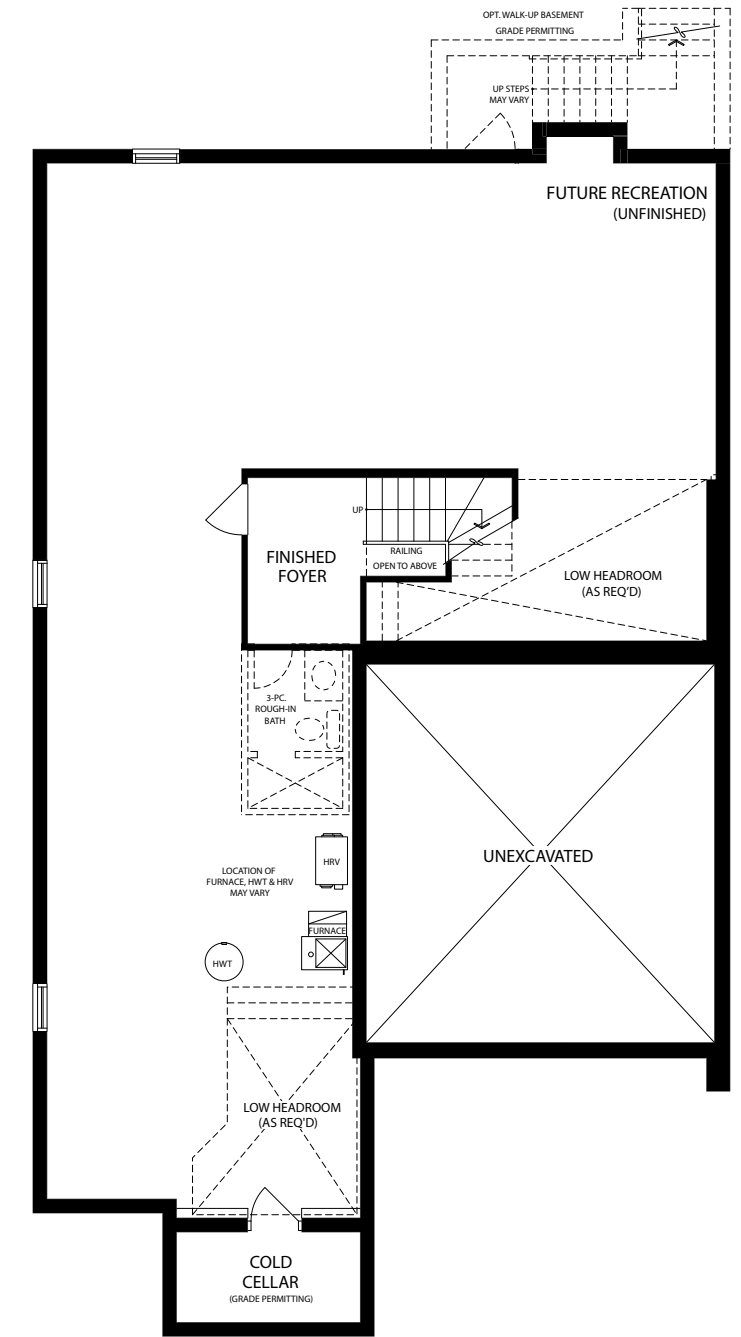 OPT. WALK-UP BASEMENT
GRADE PERMITTING
UP STEPS
MAY VARY
FUTURE RECREATION
(UNFINISHED)
UP
RAILING
OPEN TO ABOVE
FINISHED
FOYER
LOW HEADROOM
(AS REQ'D)
3-PC.
ROUGH-IN
BATH
UNEXCAVATED
HRV
LOCATION OF
FURNACE, HWT & HRV
MAY VARY
FURNACE
HWT
LOW HEADROOM
(AS REQ'D)
COLD
CELLAR
(GRADE PERMITTING)